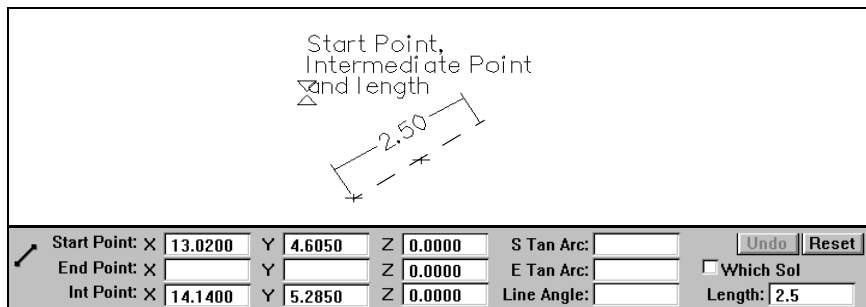 Start Point,
Intermediate Point
and length
2.50
Start Point: X 13.0200 Y 4.6050 Z 0.0000 S Tan Arc: Undo Reset
End Point: X Y Z 0.0000 E Tan Arc: Which Sol
Int Point: X 14.1400 Y 5.2850 Z 0.0000 Line Angle: Length: 2.5